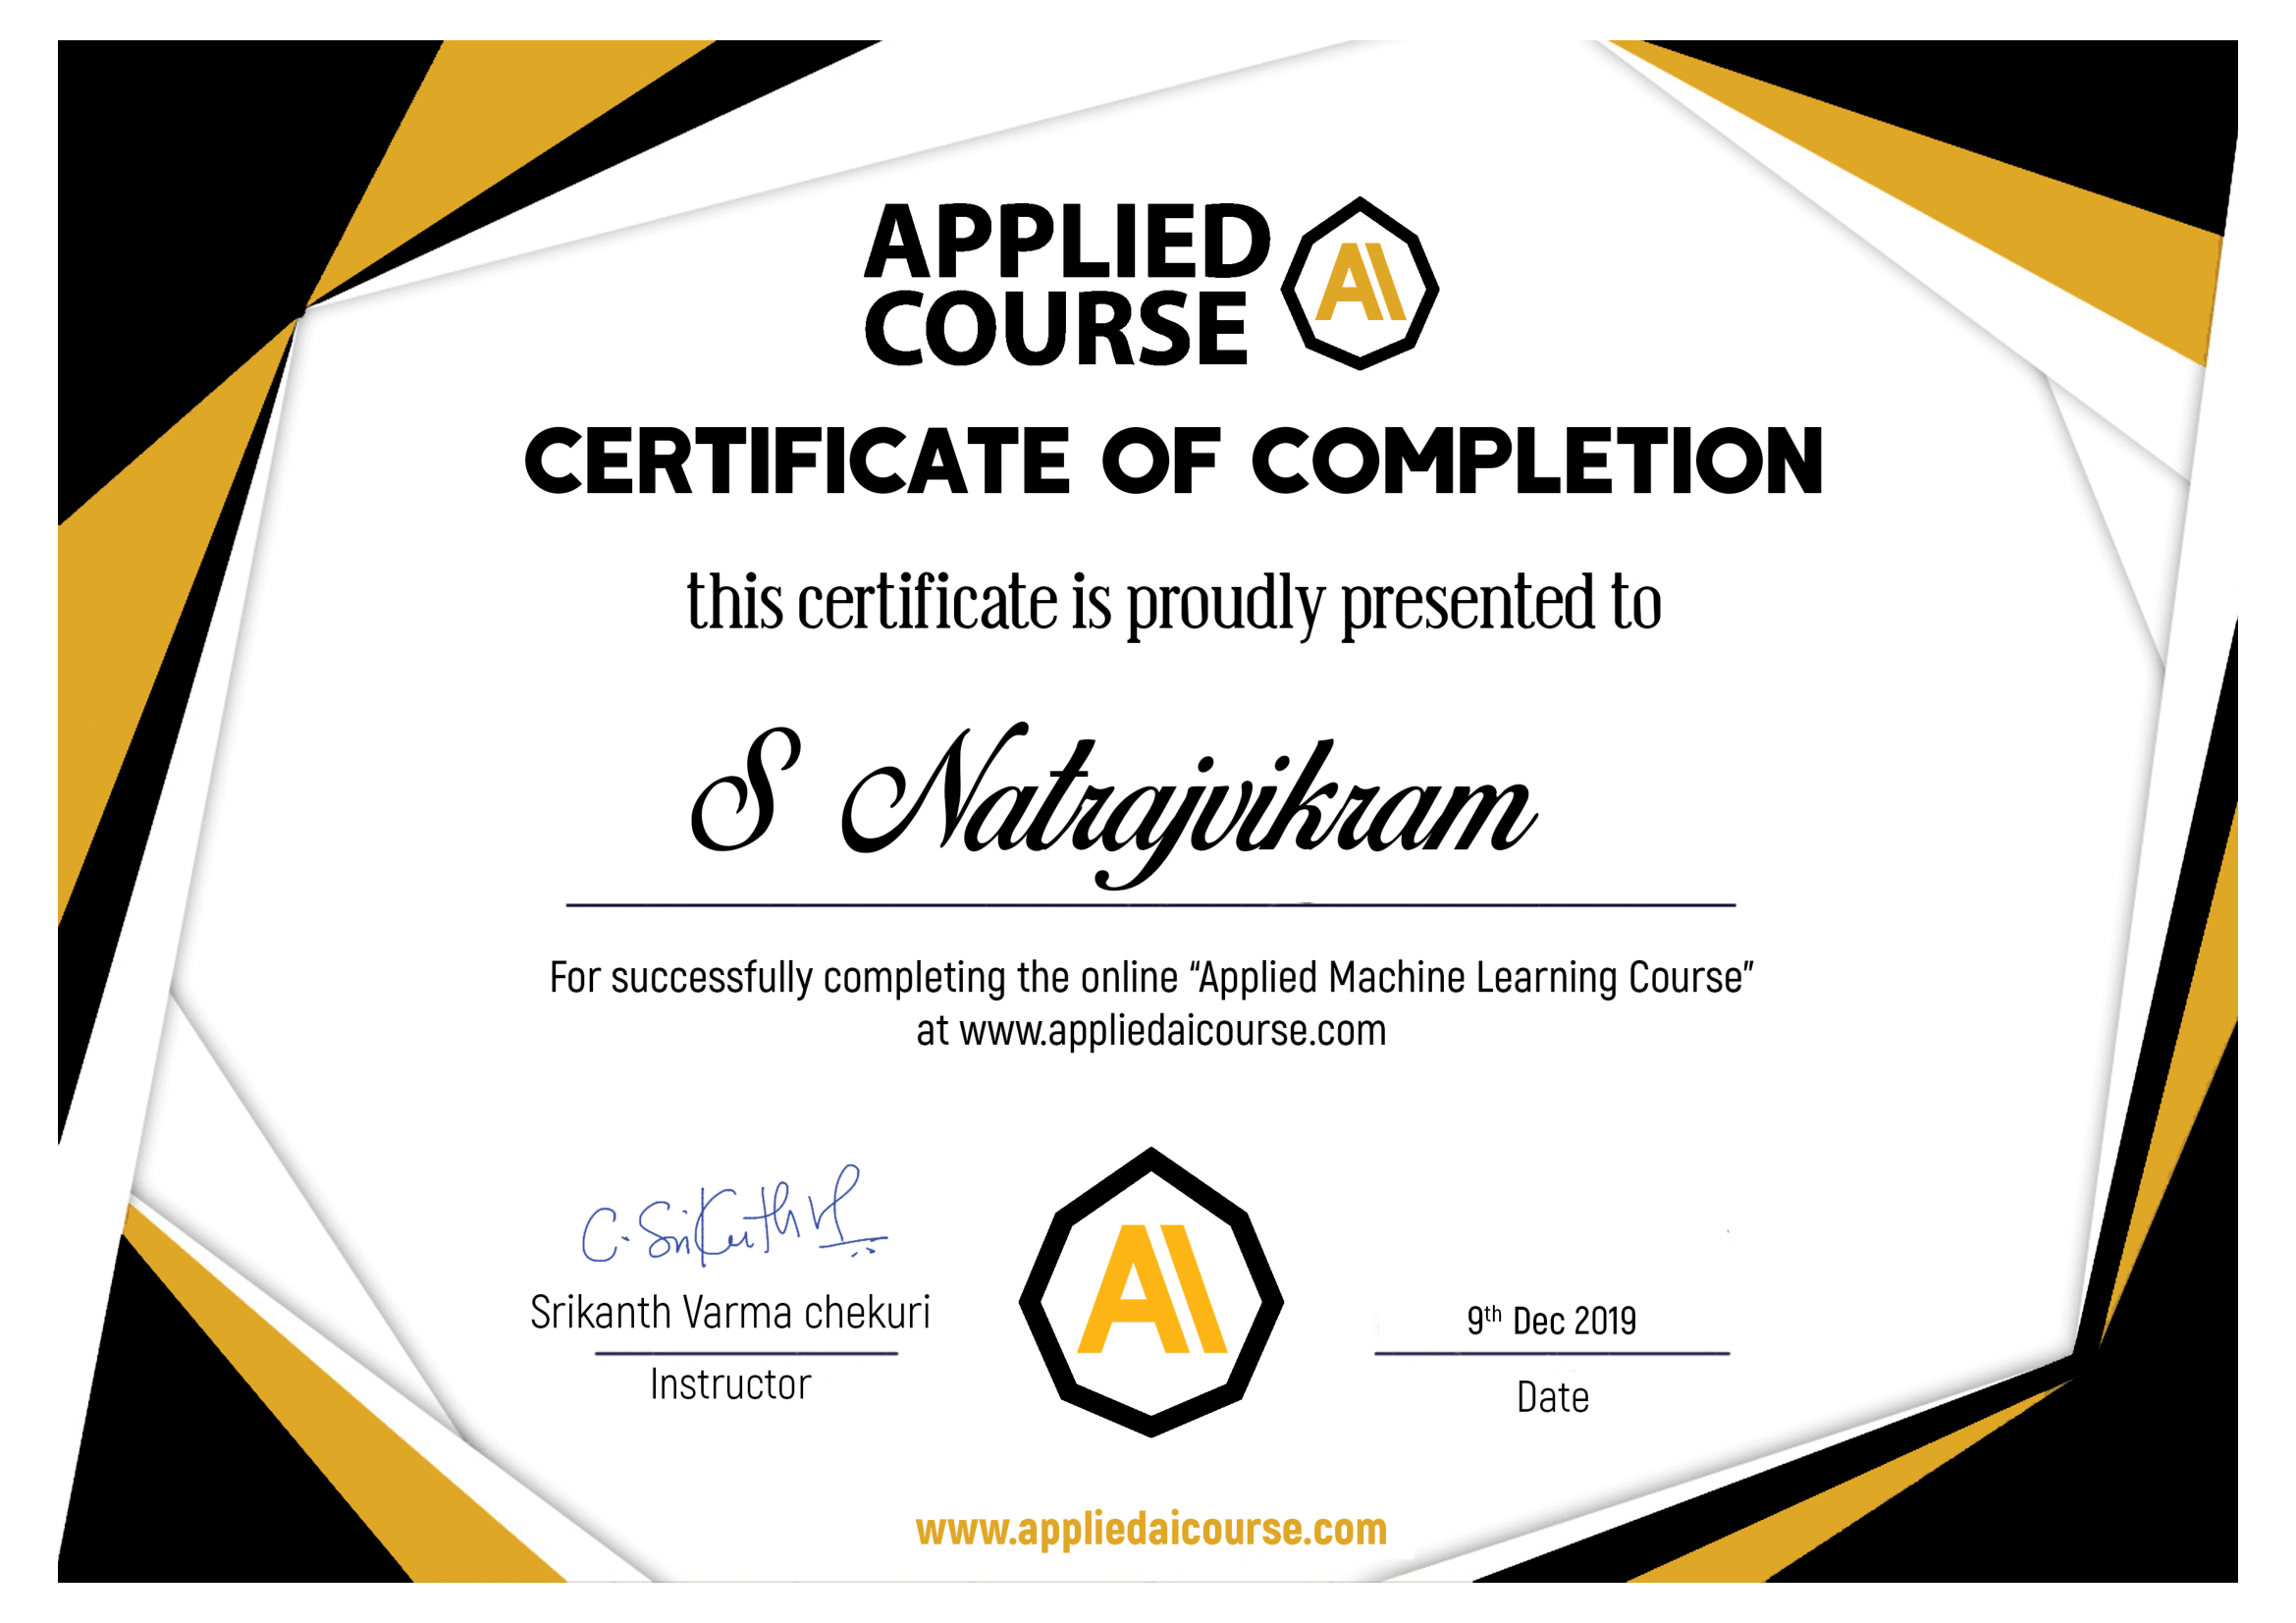 APPLIED
COURSE
AI
CERTIFICATE OF COMPLETION
this certificate is proudly presented to
S Natrajvikram
For successfully completing the online “Applied Machine Learning Course”
at www.appliedaicourse.com
C. Srikanth V
Srikanth Varma chekuri
Instructor
AI
9th Dec 2019
Date
www.appliedaicourse.com